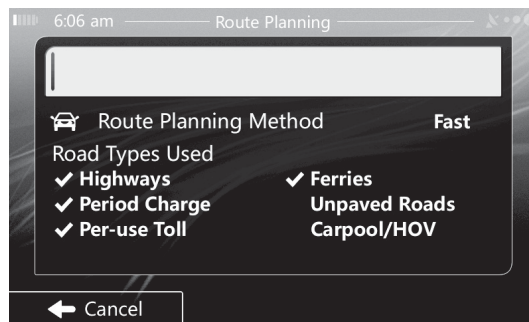 6:06 am Route Planning
Route Planning Method Fast
Road Types Used
Highways Ferries
Period Charge Unpaved Roads
Per-use Toll Carpool/HOV
Cancel